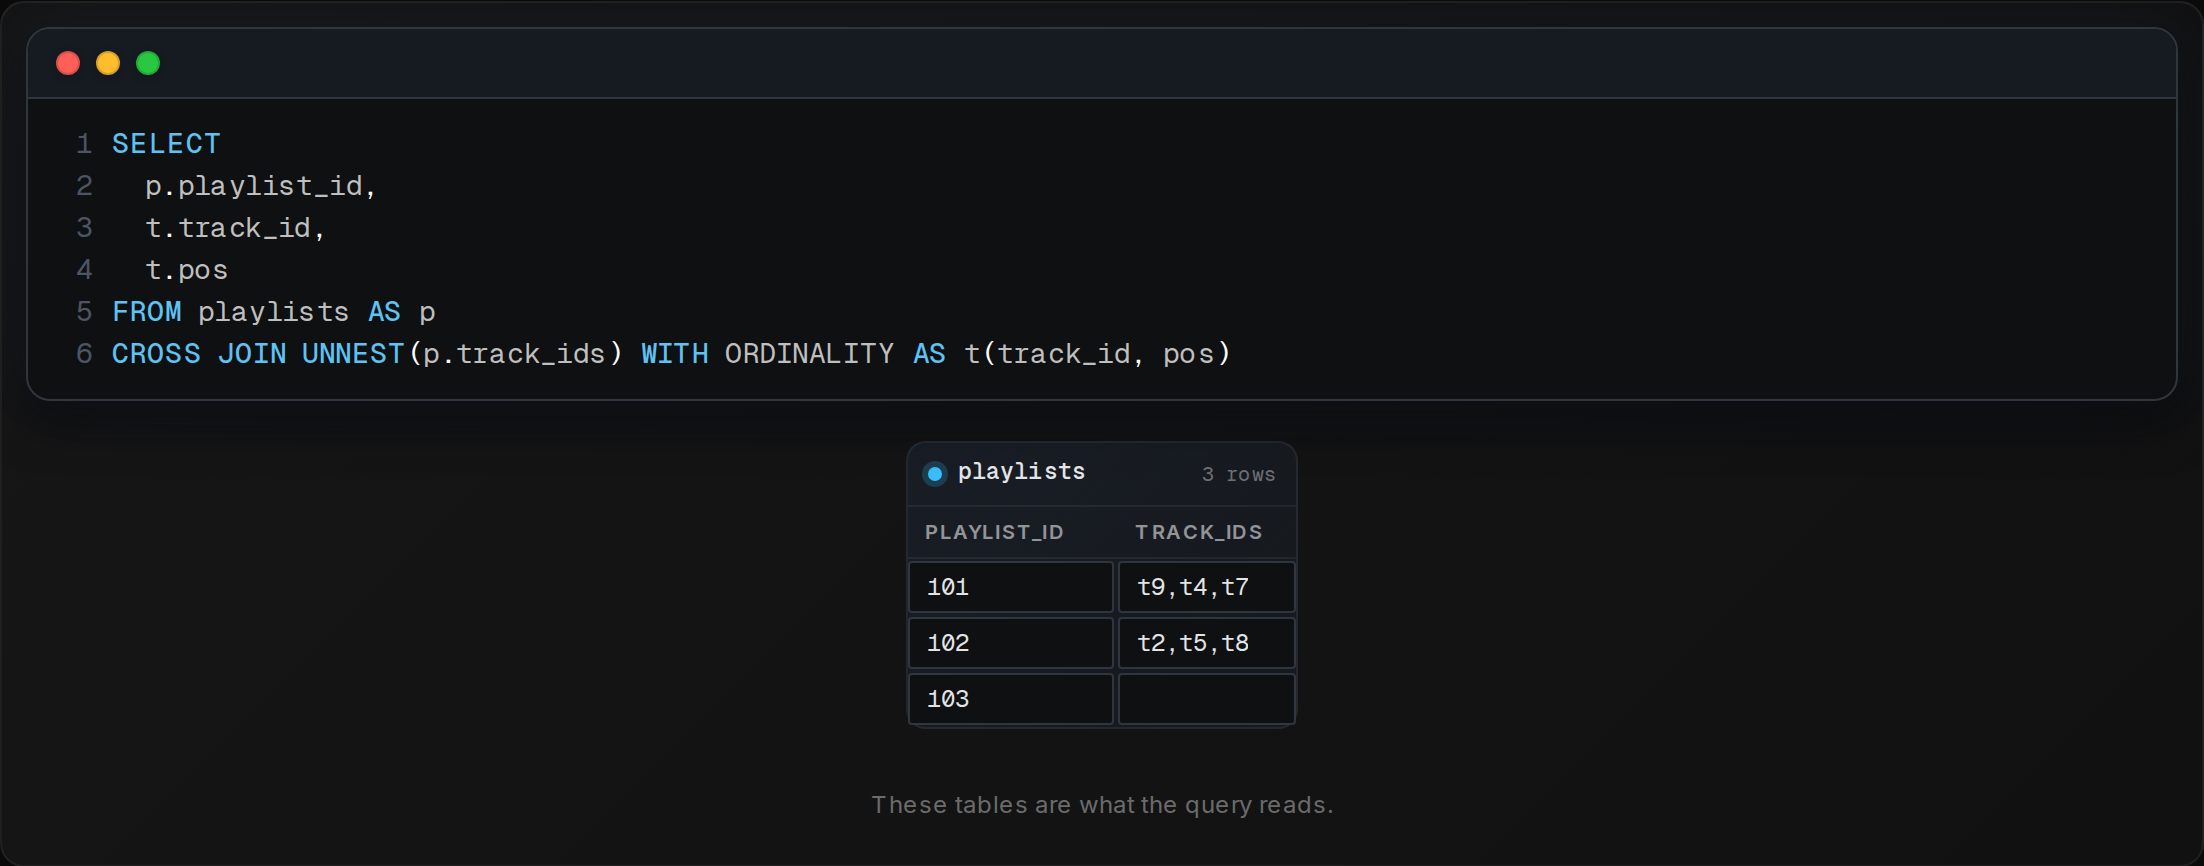 1 SELECT
2 p.playlist_id,
3 t.track_id,
4 t.pos
5 FROM playlists AS p
6 CROSS JOIN UNNEST(p.track_ids) WITH ORDINALITY AS t(track_id, pos)
playlists 3 rows
PLAYLIST_ID TRACK_IDS
101 t9,t4,t7
102 t2,t5,t8
103
These tables are what the query reads.